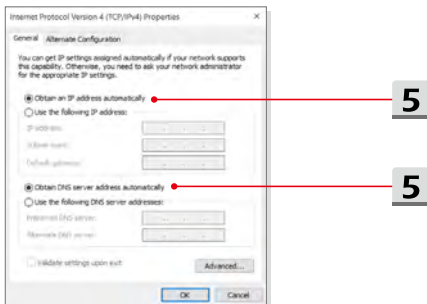 Internet Protocol Version 4 (TCP/IPv4) Properties
General Alternate Configuration
You can get IP settings assigned automatically if your network supports
this capability. Otherwise, you need to ask your network administrator
for the appropriate IP settings.
Obtain an IP address automatically
5
Use the following IP address:
IP address:
Subnet mask:
Default gateway:
Obtain DNS server address automatically
5
Use the following DNS server addresses:
Preferred DNS server:
Alternate DNS server:
Validate settings upon exit
Advanced...
OK Cancel